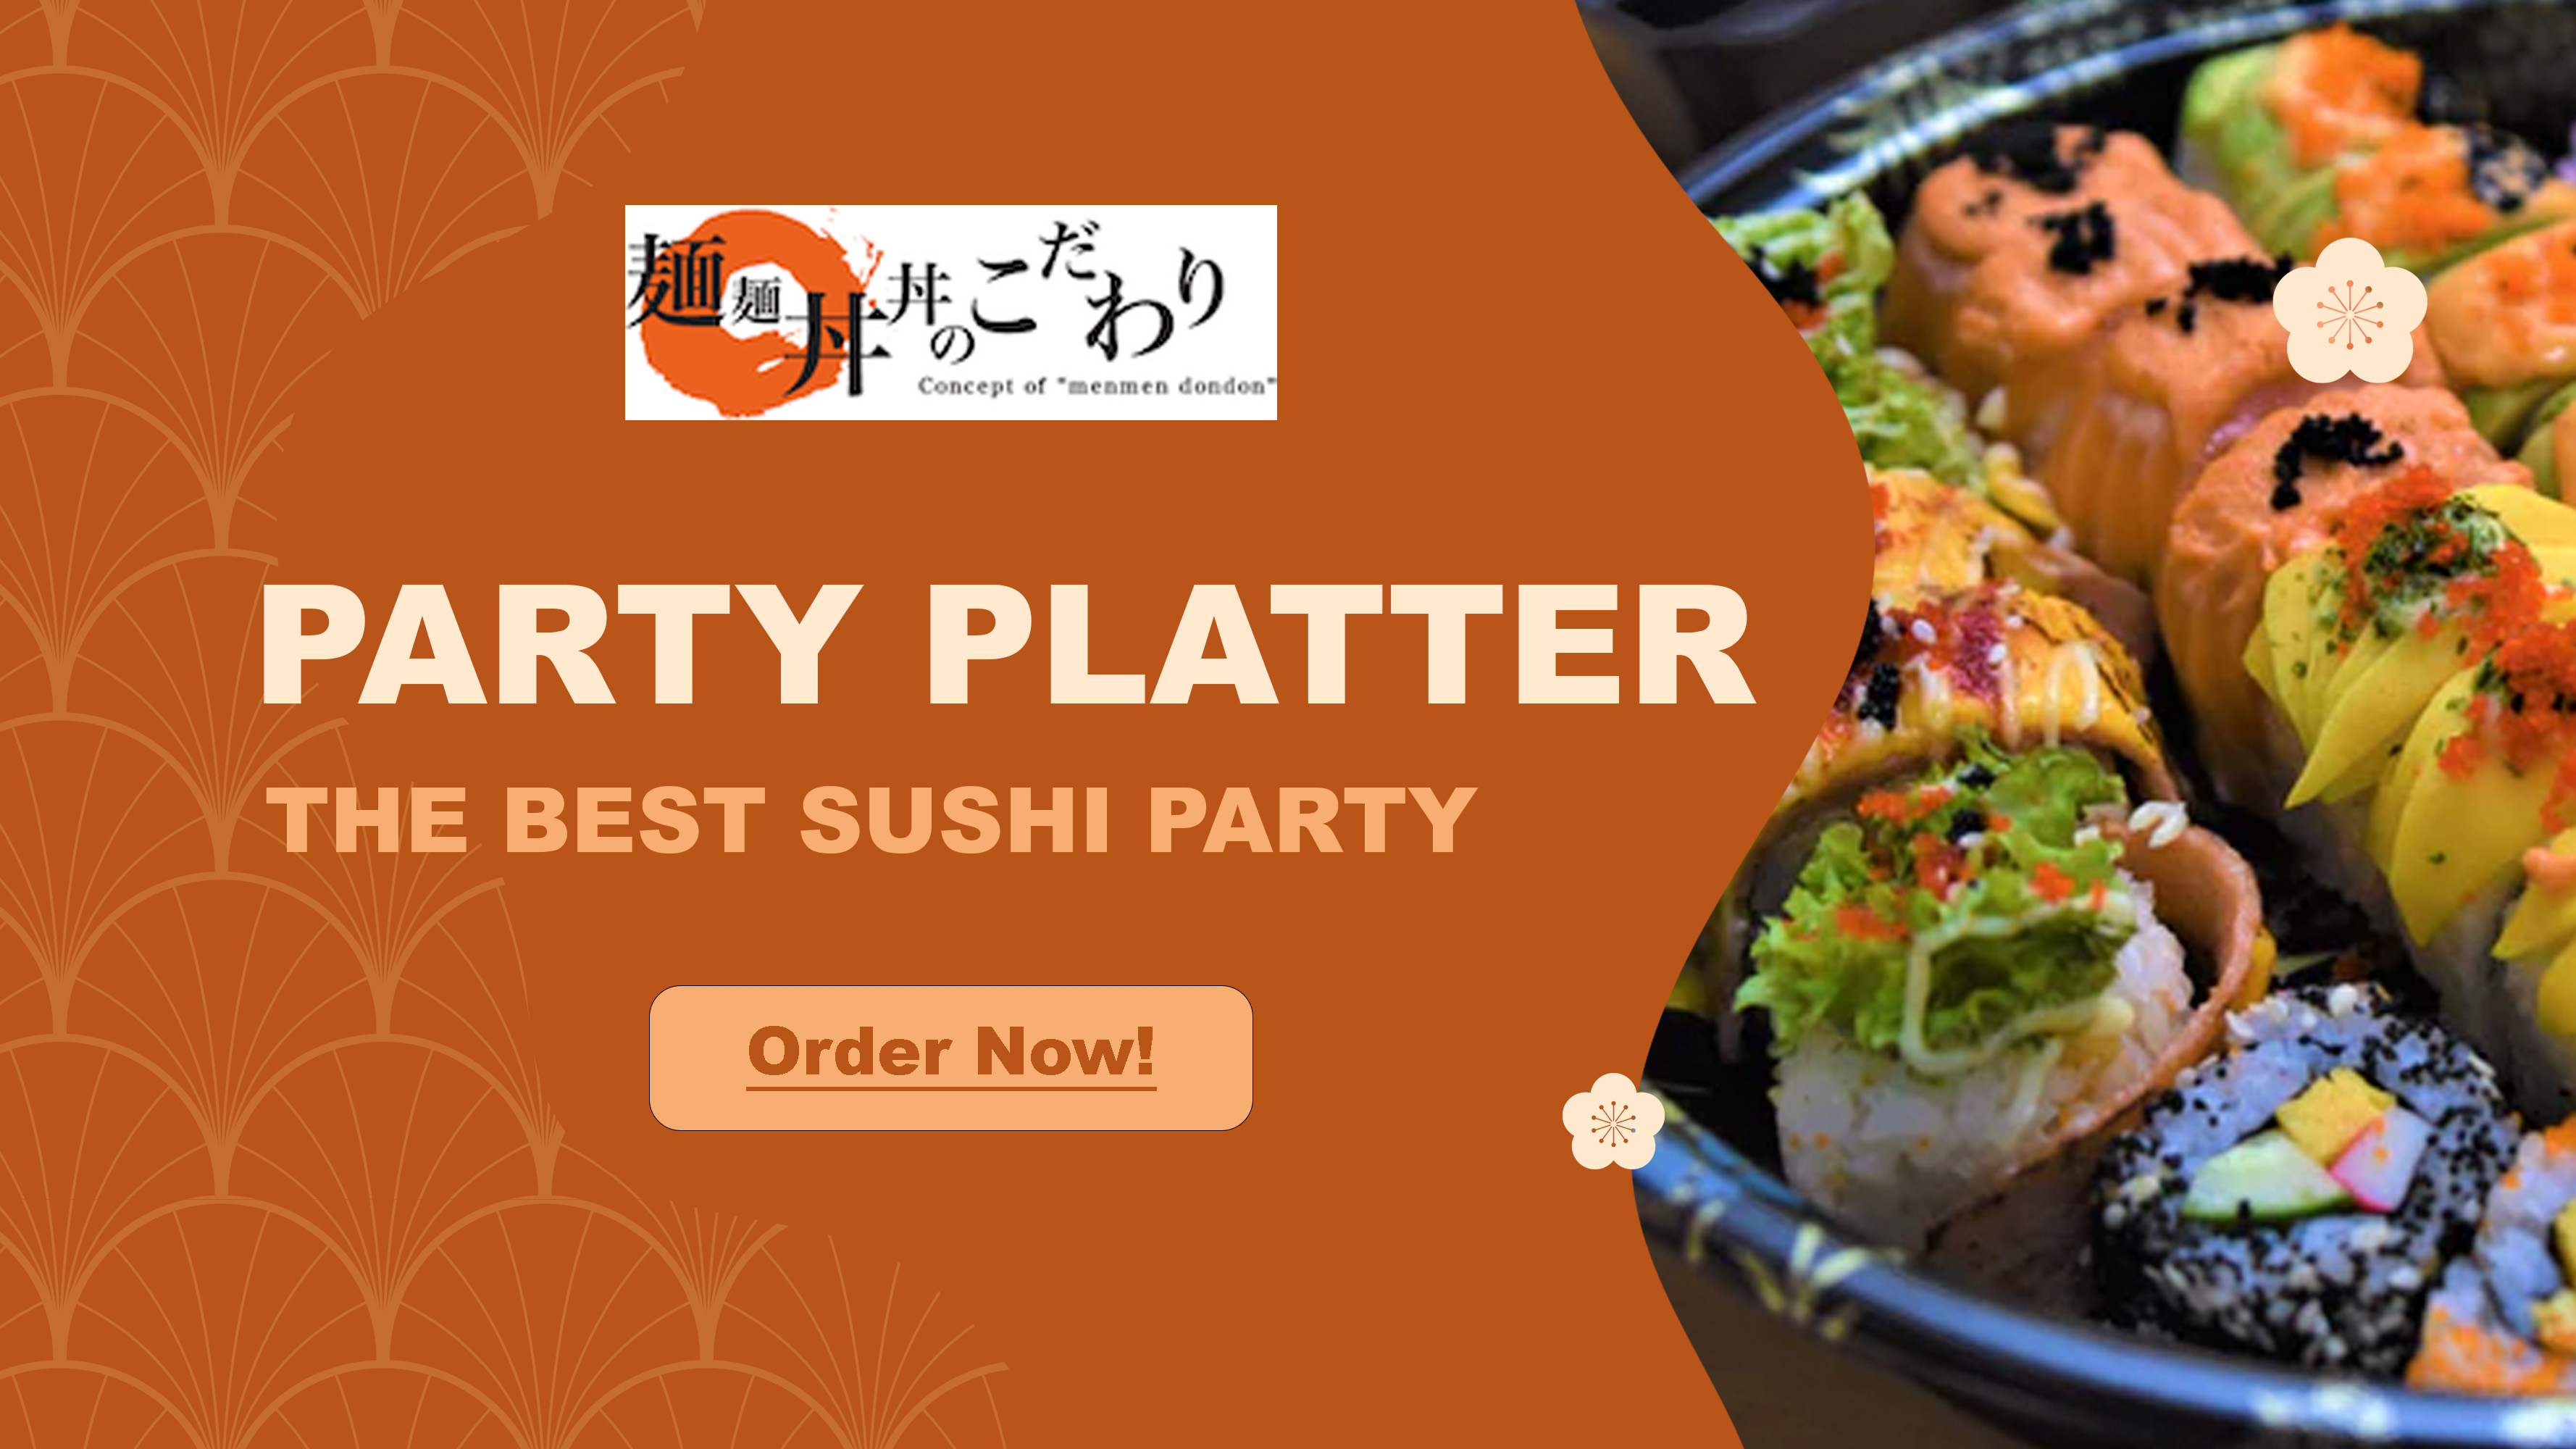 麺麺丼丼のこだわり
Concept of "menmen dondon"
PARTY PLATTER
THE BEST SUSHI PARTY
Order Now!